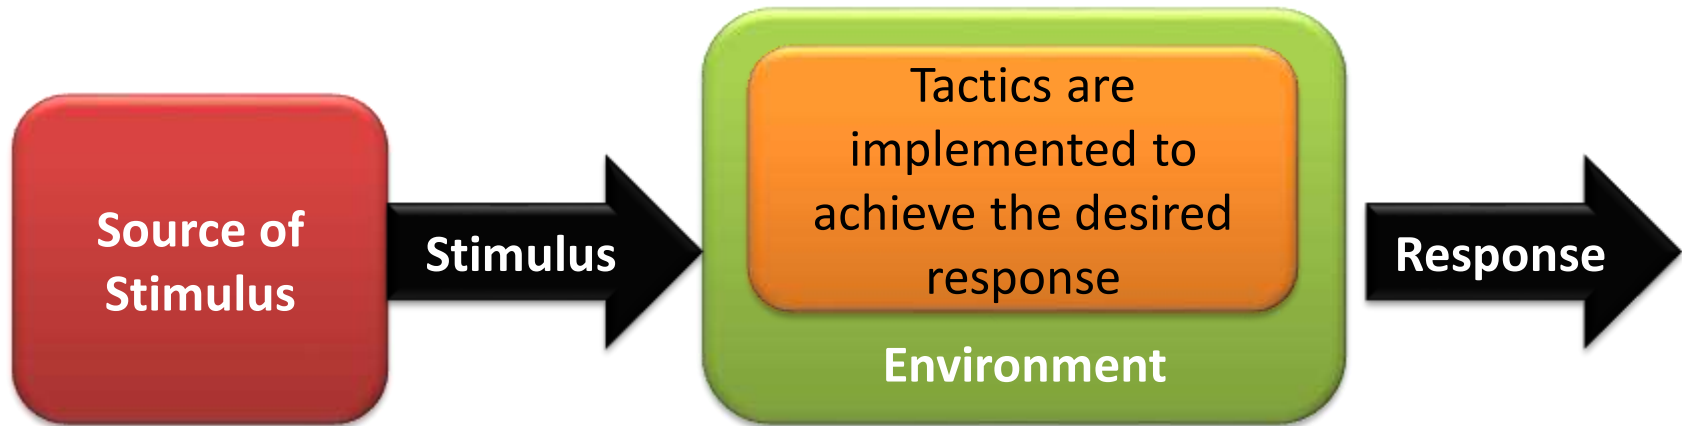 Source of
Stimulus
Stimulus
Tactics are
implemented to
achieve the desired
response
Environment
Response